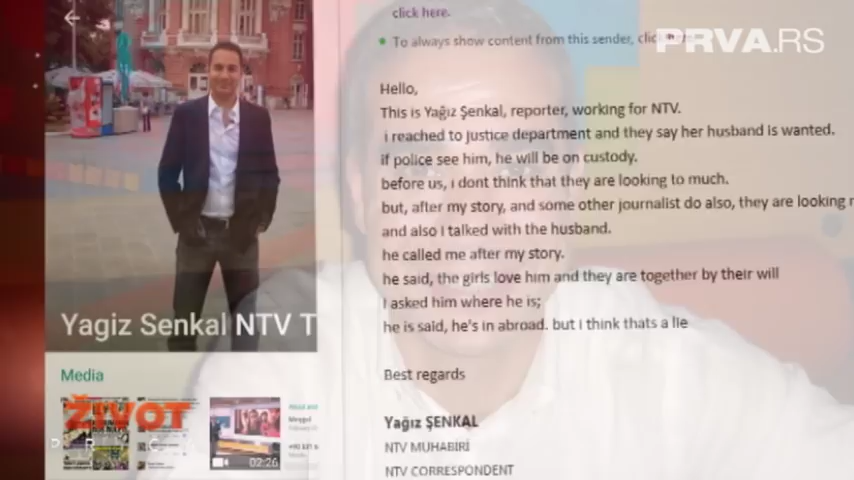 click here.
To always show content from this sender, click here.
PRVA.RS
Hello,
This is Yağız Şenkal, reporter, working for NTV.
i reached to justice department and they say her husband is wanted.
if police see him, he will be on custody.
before us, i dont think that they are looking to much.
but, after my story, and some other journalist do also, they are looking
and also I talked with the husband.
he called me after my story.
he said, the girls love him and they are together by their will
I asked him where he is;
he is said, he's in abroad. but i think thats a lie
Best regards
Yağız ŞENKAL
NTV MUHABİRİ
NTV CORRESPONDENT
Yagiz Senkal NTV T
Media
ŽIVOT
02:26